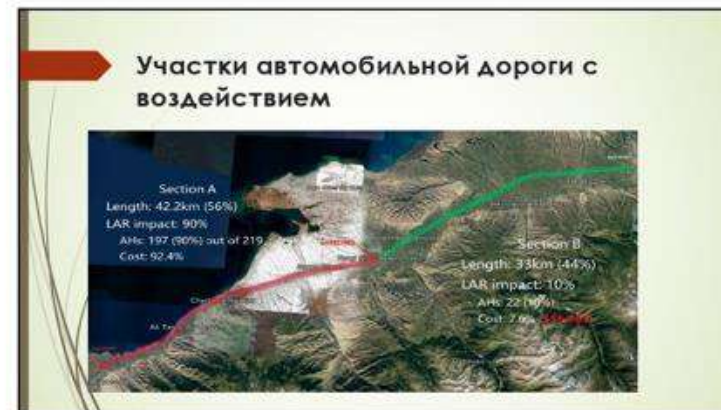 Участки автомобильной дороги с
воздействием
Section A
Length: 42.2km (56%)
LAR impact: 90%
AHs: 197 (90%) out of 219
Cost: 92.4%
Section B
Length: 33km (44%)
LAR impact: 10%
AHs: 22 (10%)
Cost: 7.6%